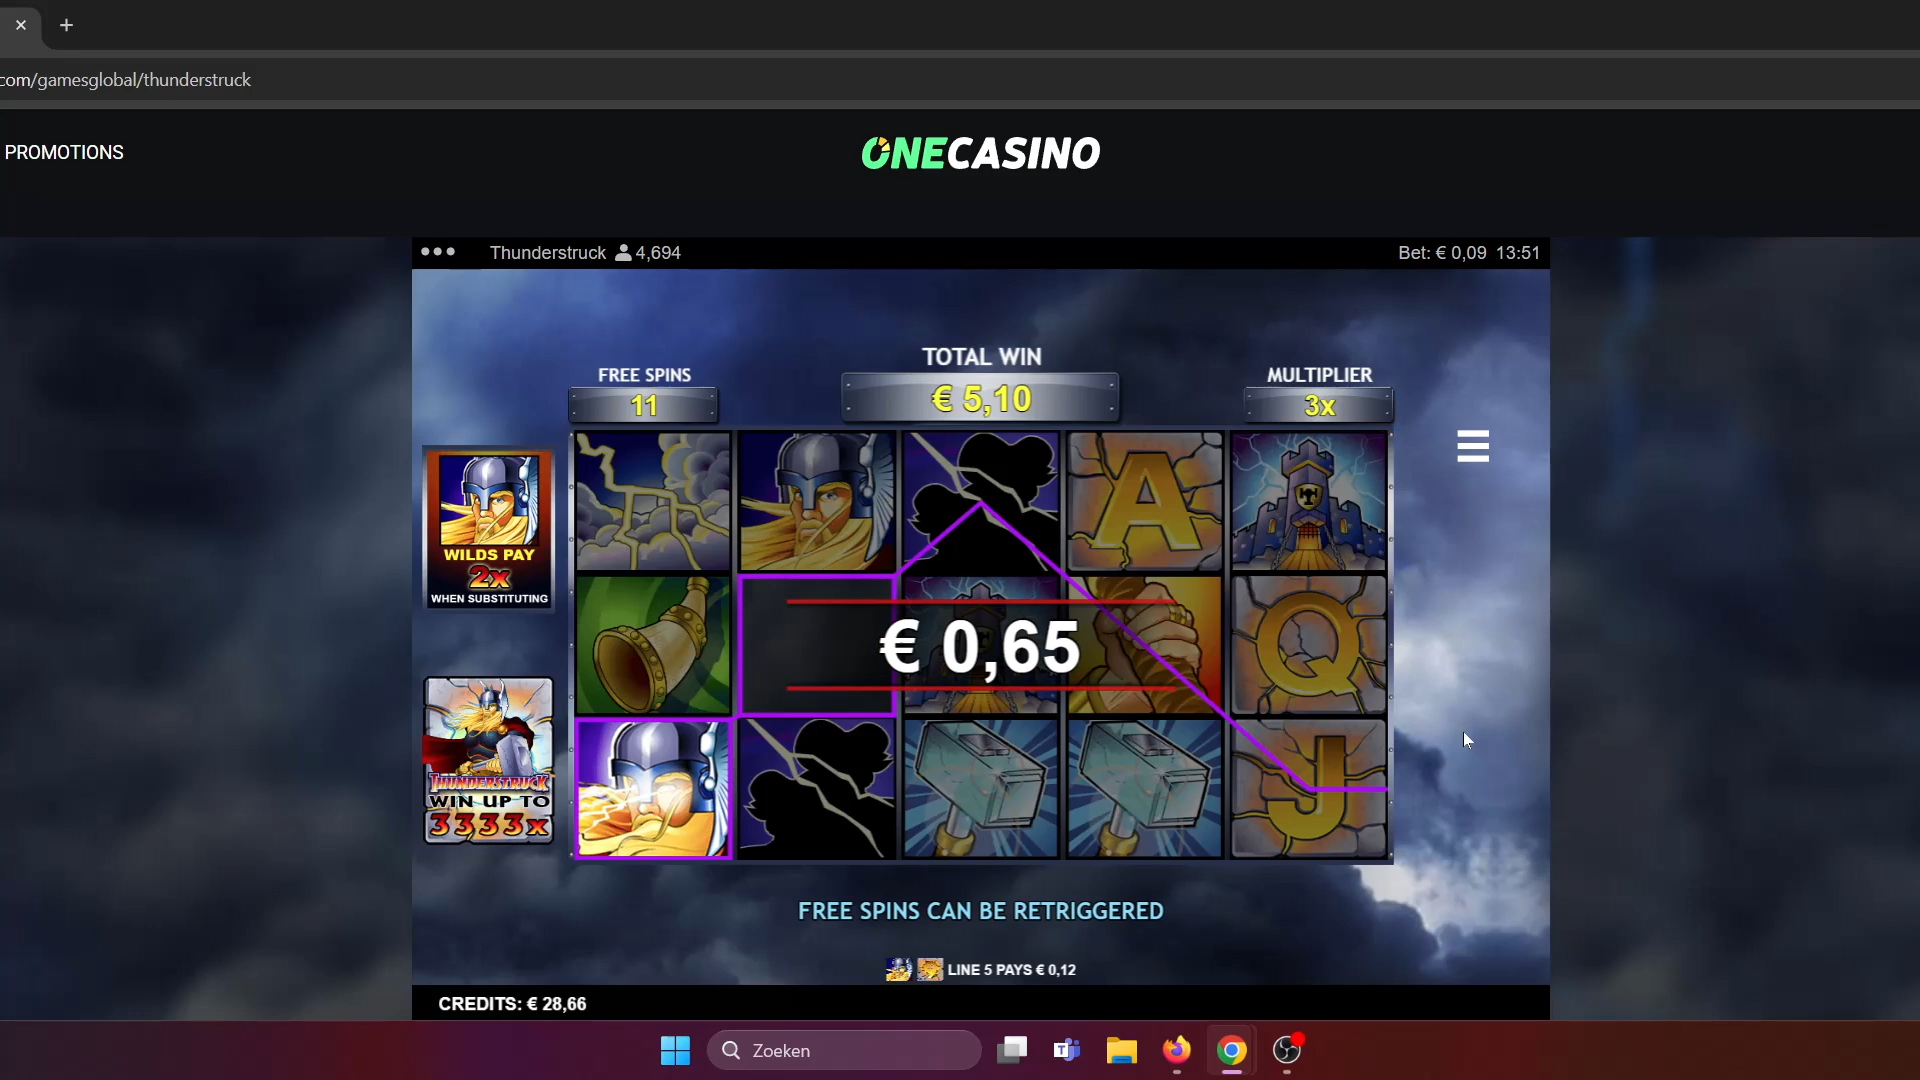 com/gamesglobal/thunderstruck
PROMOTIONS
ONECASINO
Thunderstruck 4,694
Bet: € 0,09 13:51
FREE SPINS
11
TOTAL WIN
€ 5,10
MULTIPLIER
3x
WILDS PAY
2x
WHEN SUBSTITUTING
THUNDERSTRUCK
WIN UP TO
3333x
A
Q
J
€ 0,65
FREE SPINS CAN BE RETRIGGERED
LINE 5 PAYS € 0,12
CREDITS: € 28,66
Zoeken